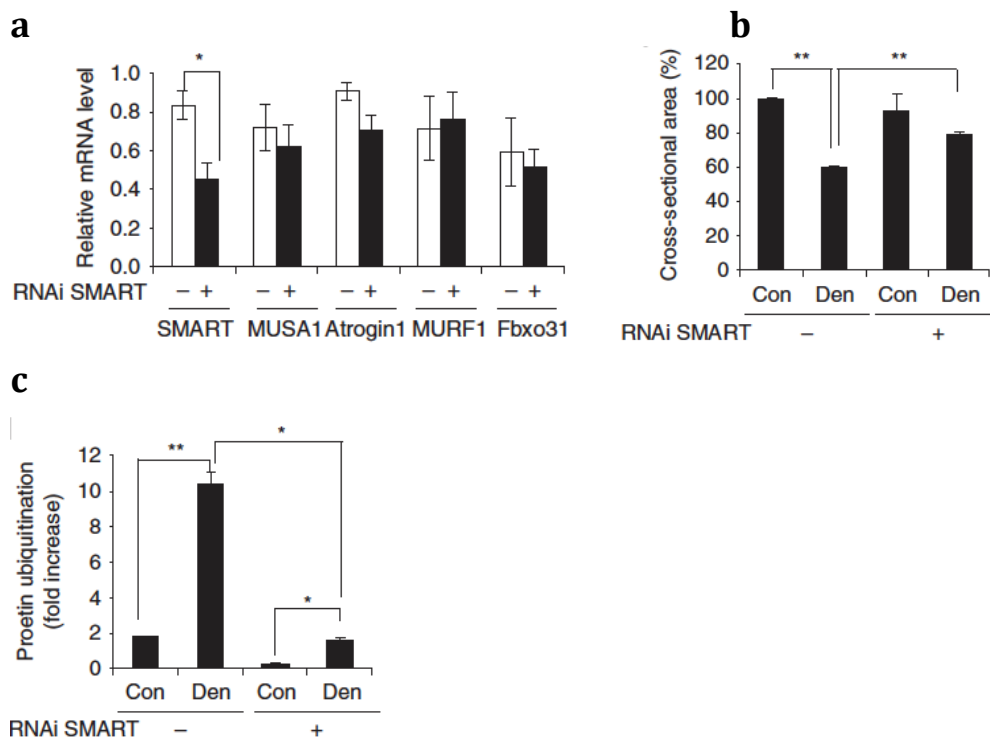 a
*
Relative mRNA level
1.0
0.8
0.6
0.4
0.2
0.0
RNAi SMART – + – + – + – + – +
SMART MUSA1 Atrogin1 MURF1 Fbxo31
b
Cross-sectional area (%)
120
100
80
60
40
20
0
** **
Con Den Con Den
RNAi SMART – +
c
Proetin ubiquitination
(fold increase)
12
10
8
6
4
2
0
** *
*
Con Den Con Den
RNAi SMART – +